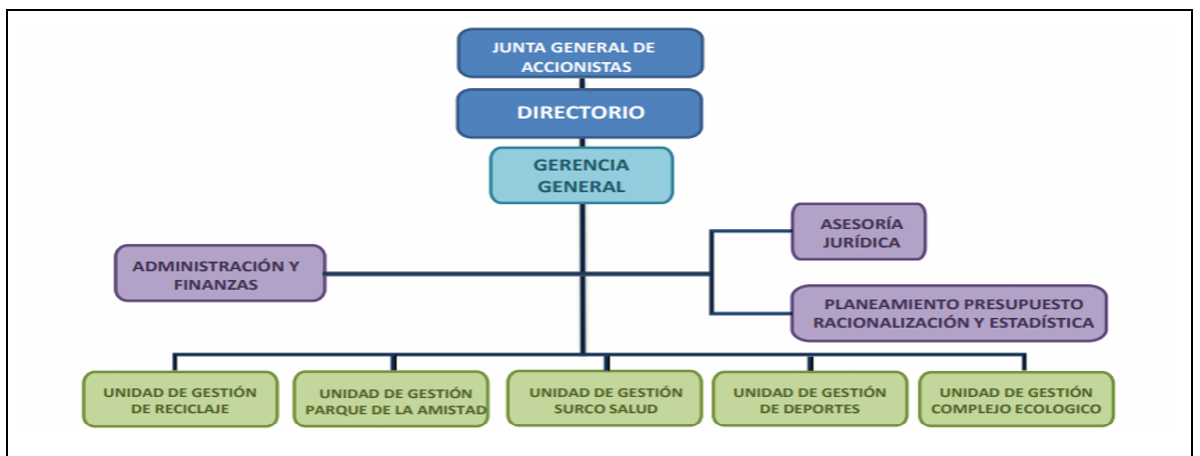 JUNTA GENERAL DE
ACCIONISTAS
DIRECTORIO
GERENCIA
GENERAL
ASESORÍA
JURÍDICA
ADMINISTRACIÓN Y
FINANZAS
PLANEAMIENTO PRESUPUESTO
RACIONALIZACIÓN Y ESTADÍSTICA
UNIDAD DE GESTIÓN
DE RECICLAJE
UNIDAD DE GESTIÓN
PARQUE DE LA AMISTAD
UNIDAD DE GESTIÓN
SURCO SALUD
UNIDAD DE GESTIÓN
DE DEPORTES
UNIDAD DE GESTIÓN
COMPLEJO ECOLOGICO